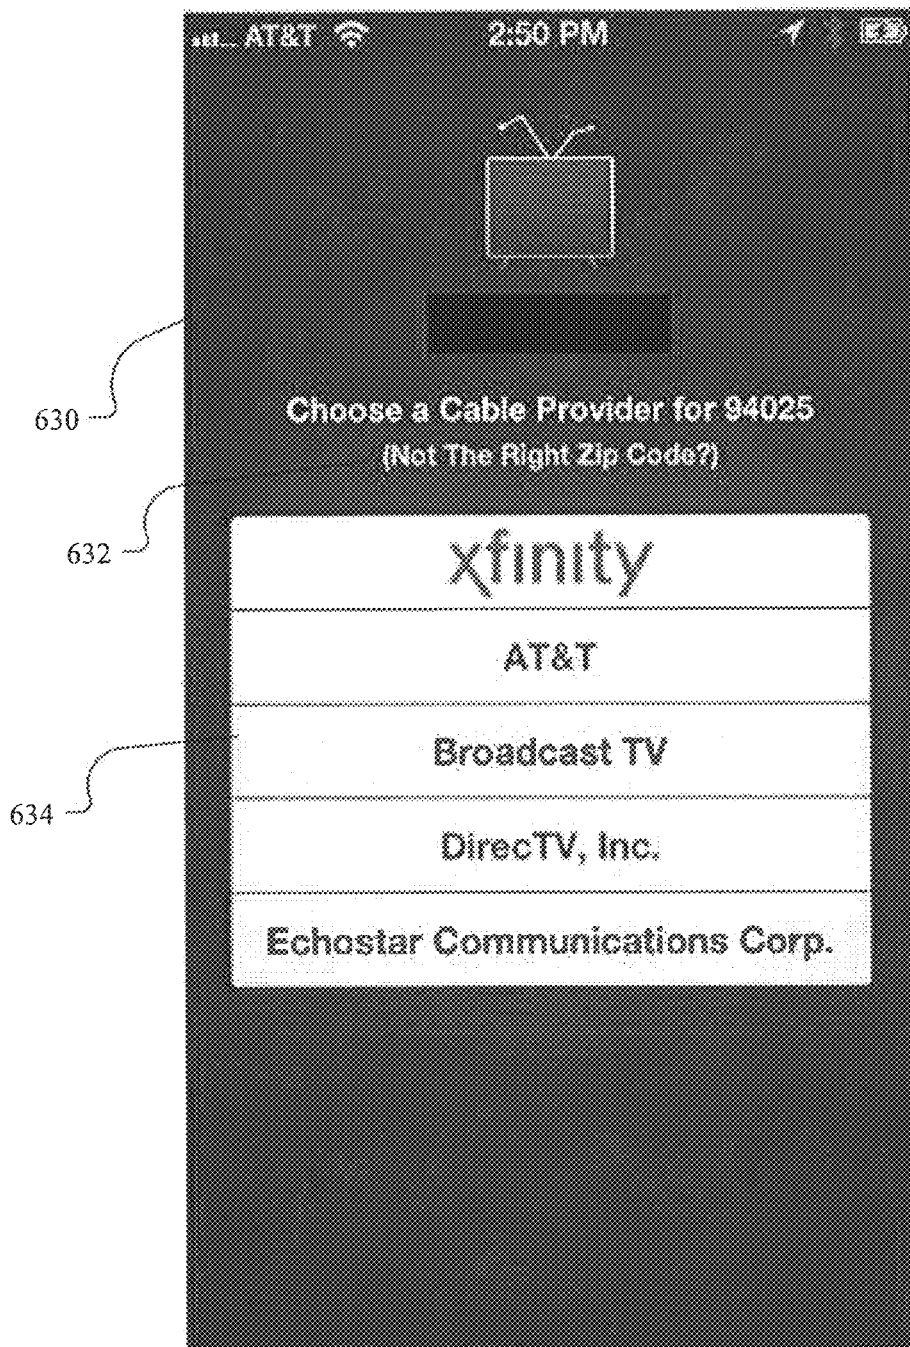 AT&T 2:50 PM
630
Choose a Cable Provider for 94025
(Not The Right Zip Code?)
632
xfinity
AT&T
Broadcast TV
634
DirecTV, Inc.
Echostar Communications Corp.